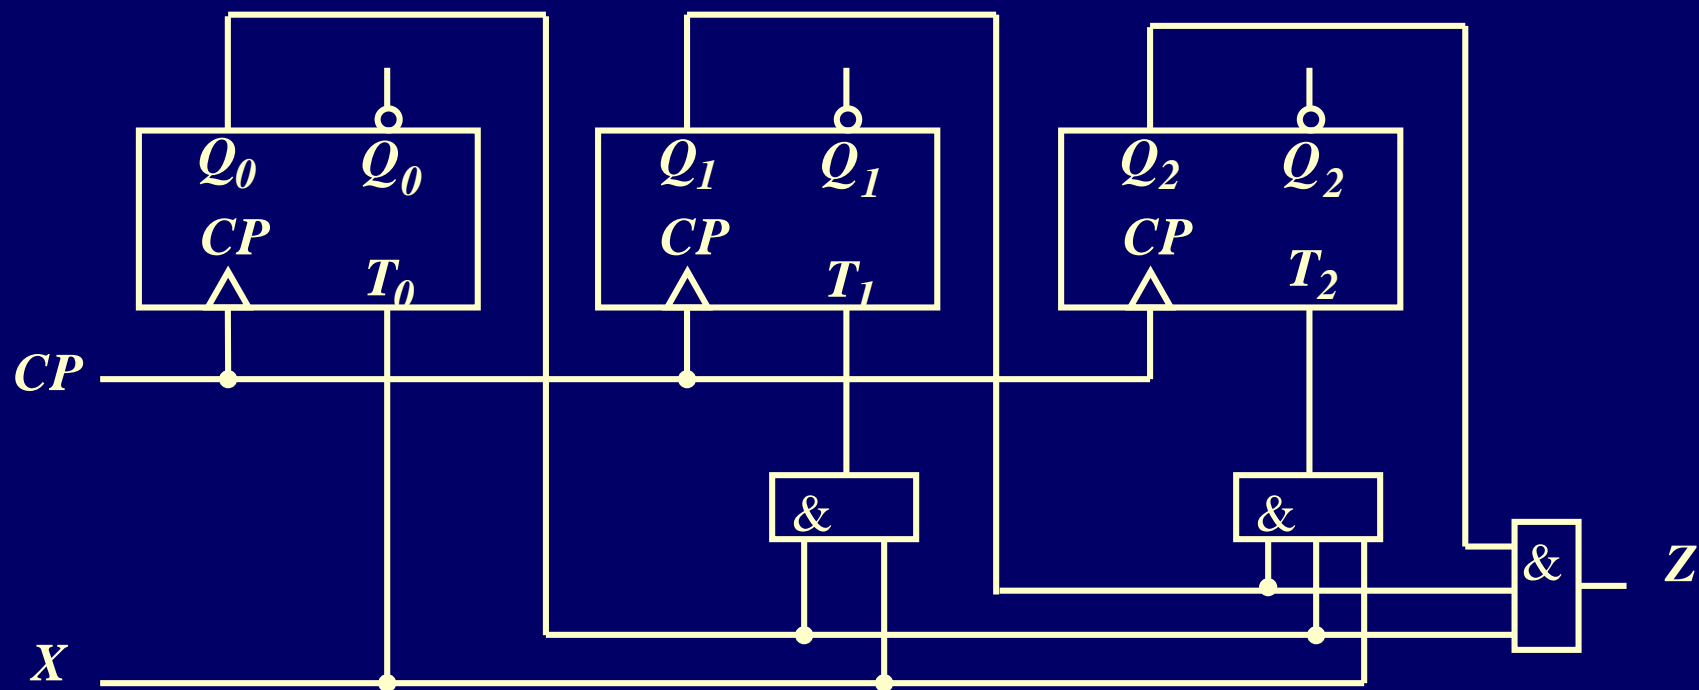 Q0 Q0 Q1 Q1 Q2 Q2
CP CP CP
T0 T1 T2
CP
& &
& Z
X